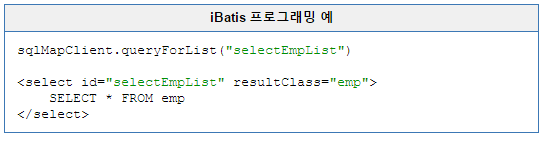 iBatis 프로그래밍 예
sqlMapClient.queryForList("selectEmpList")
<select id="selectEmpList" resultClass="emp">
    SELECT * FROM emp
</select>